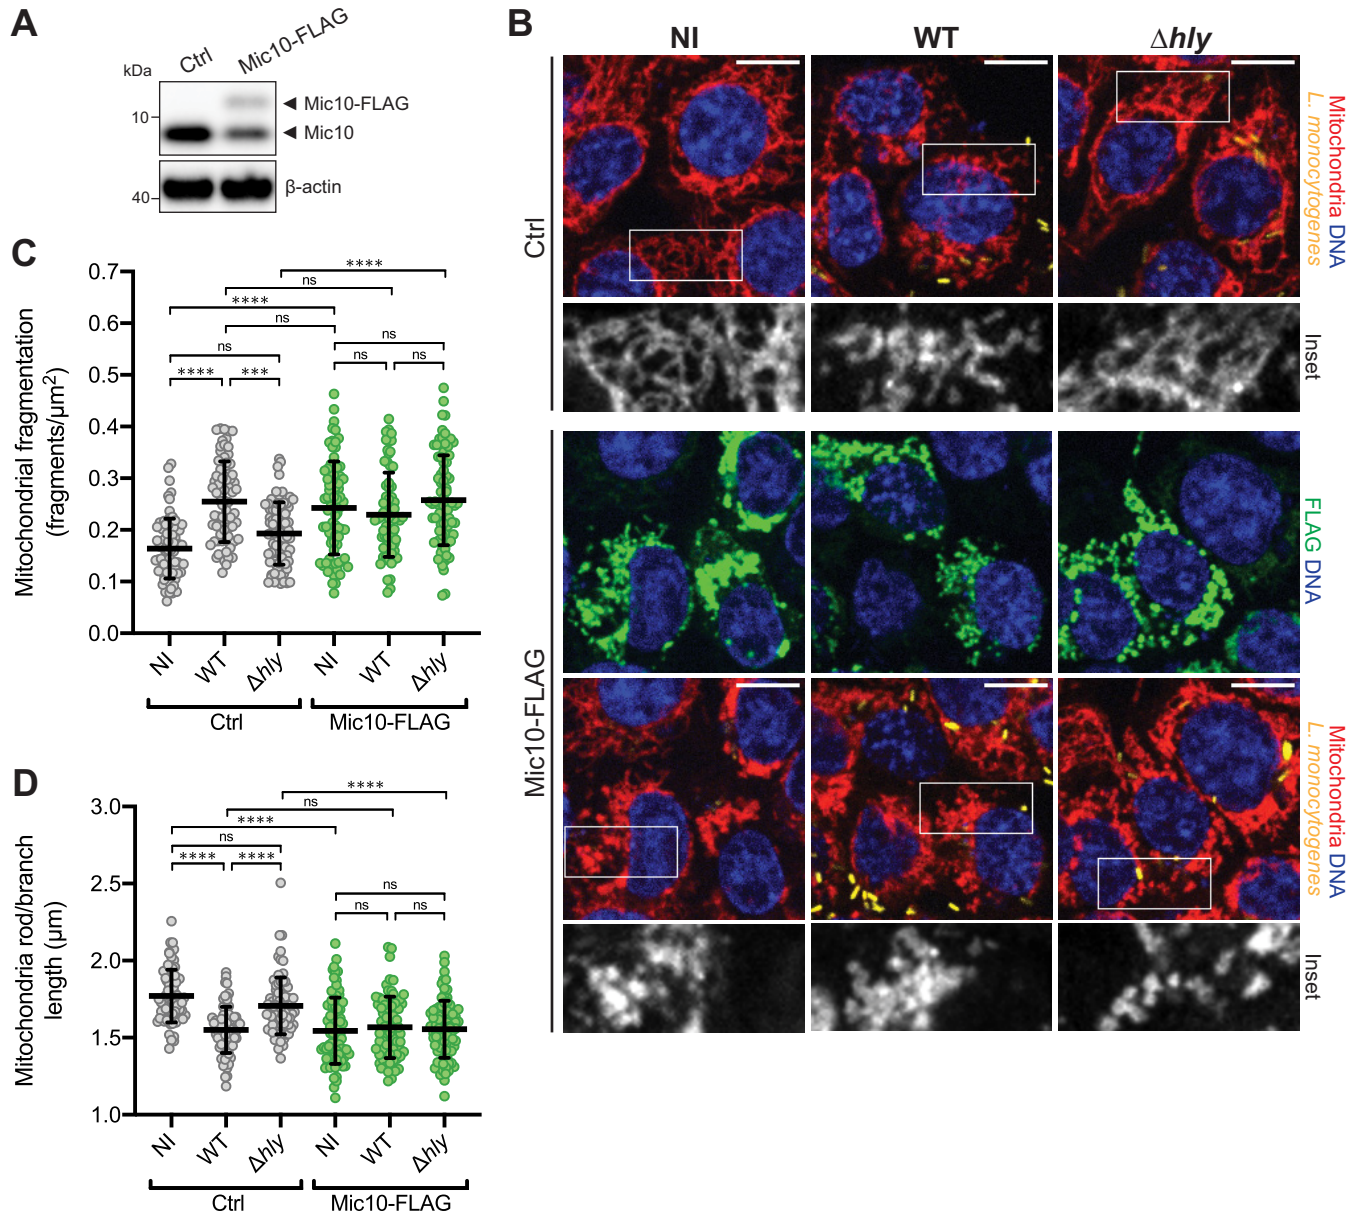 A
Ctrl
Mic10-FLAG
kDa
10
◄ Mic10-FLAG
◄ Mic10
40
β-actin
B
NI
WT
Δhly
Ctrl
Mitochondria DNA
L. monocytogenes
Inset
Mic10-FLAG
FLAG DNA
Mitochondria DNA
L. monocytogenes
Inset
C
Mitochondrial fragmentation
(fragments/μm²)
0.7
0.6
0.5
0.4
0.3
0.2
0.1
0.0
****
ns
****
ns
ns
ns
****
***
ns
ns
NI
WT
Δhly
NI
WT
Δhly
Ctrl
Mic10-FLAG
D
Mitochondria rod/branch
length (μm)
3.0
2.5
2.0
1.5
1.0
****
ns
****
ns
****
****
ns
ns
ns
NI
WT
Δhly
NI
WT
Δhly
Ctrl
Mic10-FLAG